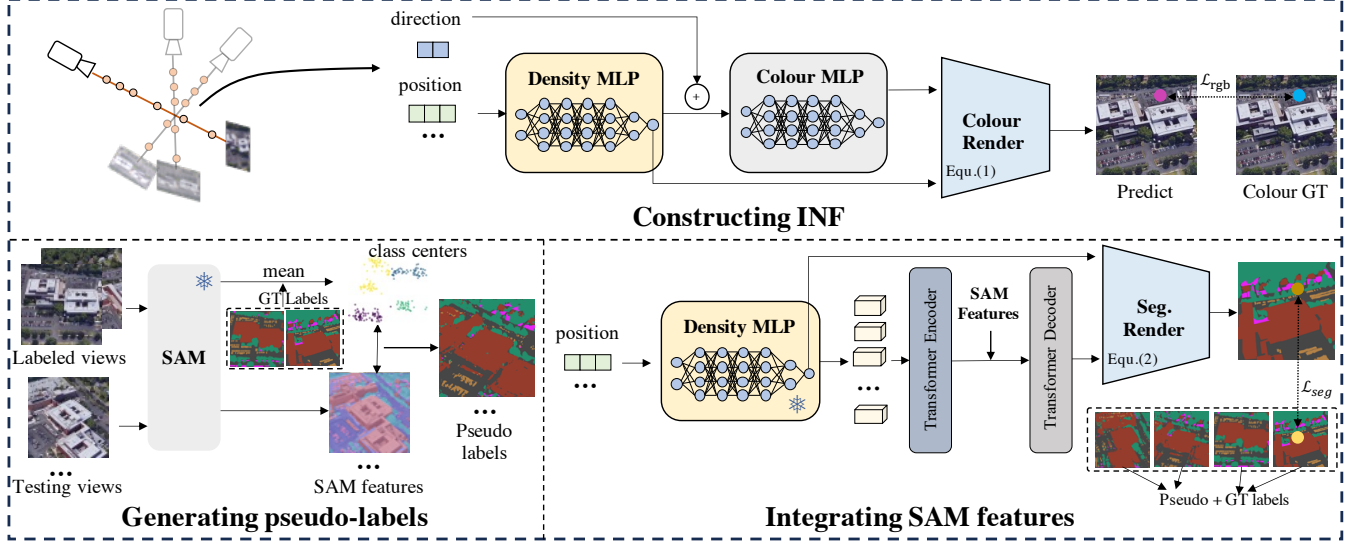 direction
position
...
Density MLP
+
Colour MLP
Colour
Render
Equ.(1)
ℒrgb
Predict
Colour GT
Constructing INF
Labeled views
Testing views
...
SAM
mean
GT Labels
class centers
SAM features
...
Pseudo
labels
Generating pseudo-labels
position
...
Density MLP
...
Transformer Encoder
SAM
Features
Transformer Decoder
Seg.
Render
Equ.(2)
ℒseg
Pseudo + GT labels
Integrating SAM features